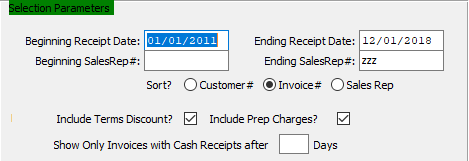 Selection Parameters
Beginning Receipt Date: 01/01/2011 Ending Receipt Date: 12/01/2018
Beginning SalesRep#: Ending SalesRep#: zzz
Sort? Customer# Invoice# Sales Rep
Include Terms Discount? Include Prep Charges?
Show Only Invoices with Cash Receipts after Days